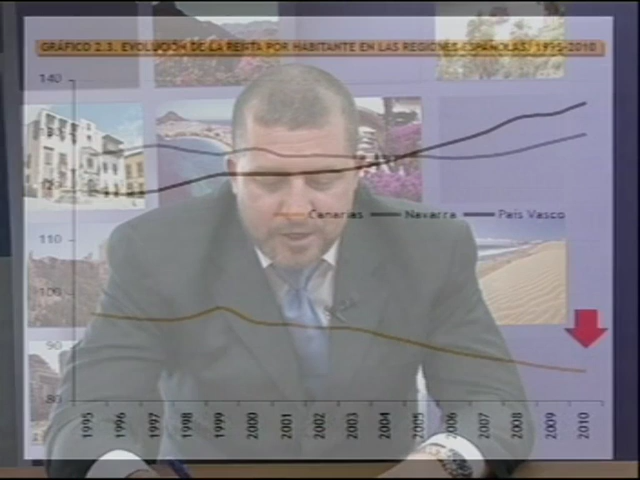 GRÁFICO 2.3. EVOLUCIÓN DE LA RENTA POR HABITANTE EN LAS REGIONES ESPAÑOLAS, 1995-2010
140
110
100
90
80
Canarias Navarra País Vasco
1995 1996 1997 1998 1999 2000 2001 2002 2003 2004 2005 2006 2007 2008 2009 2010